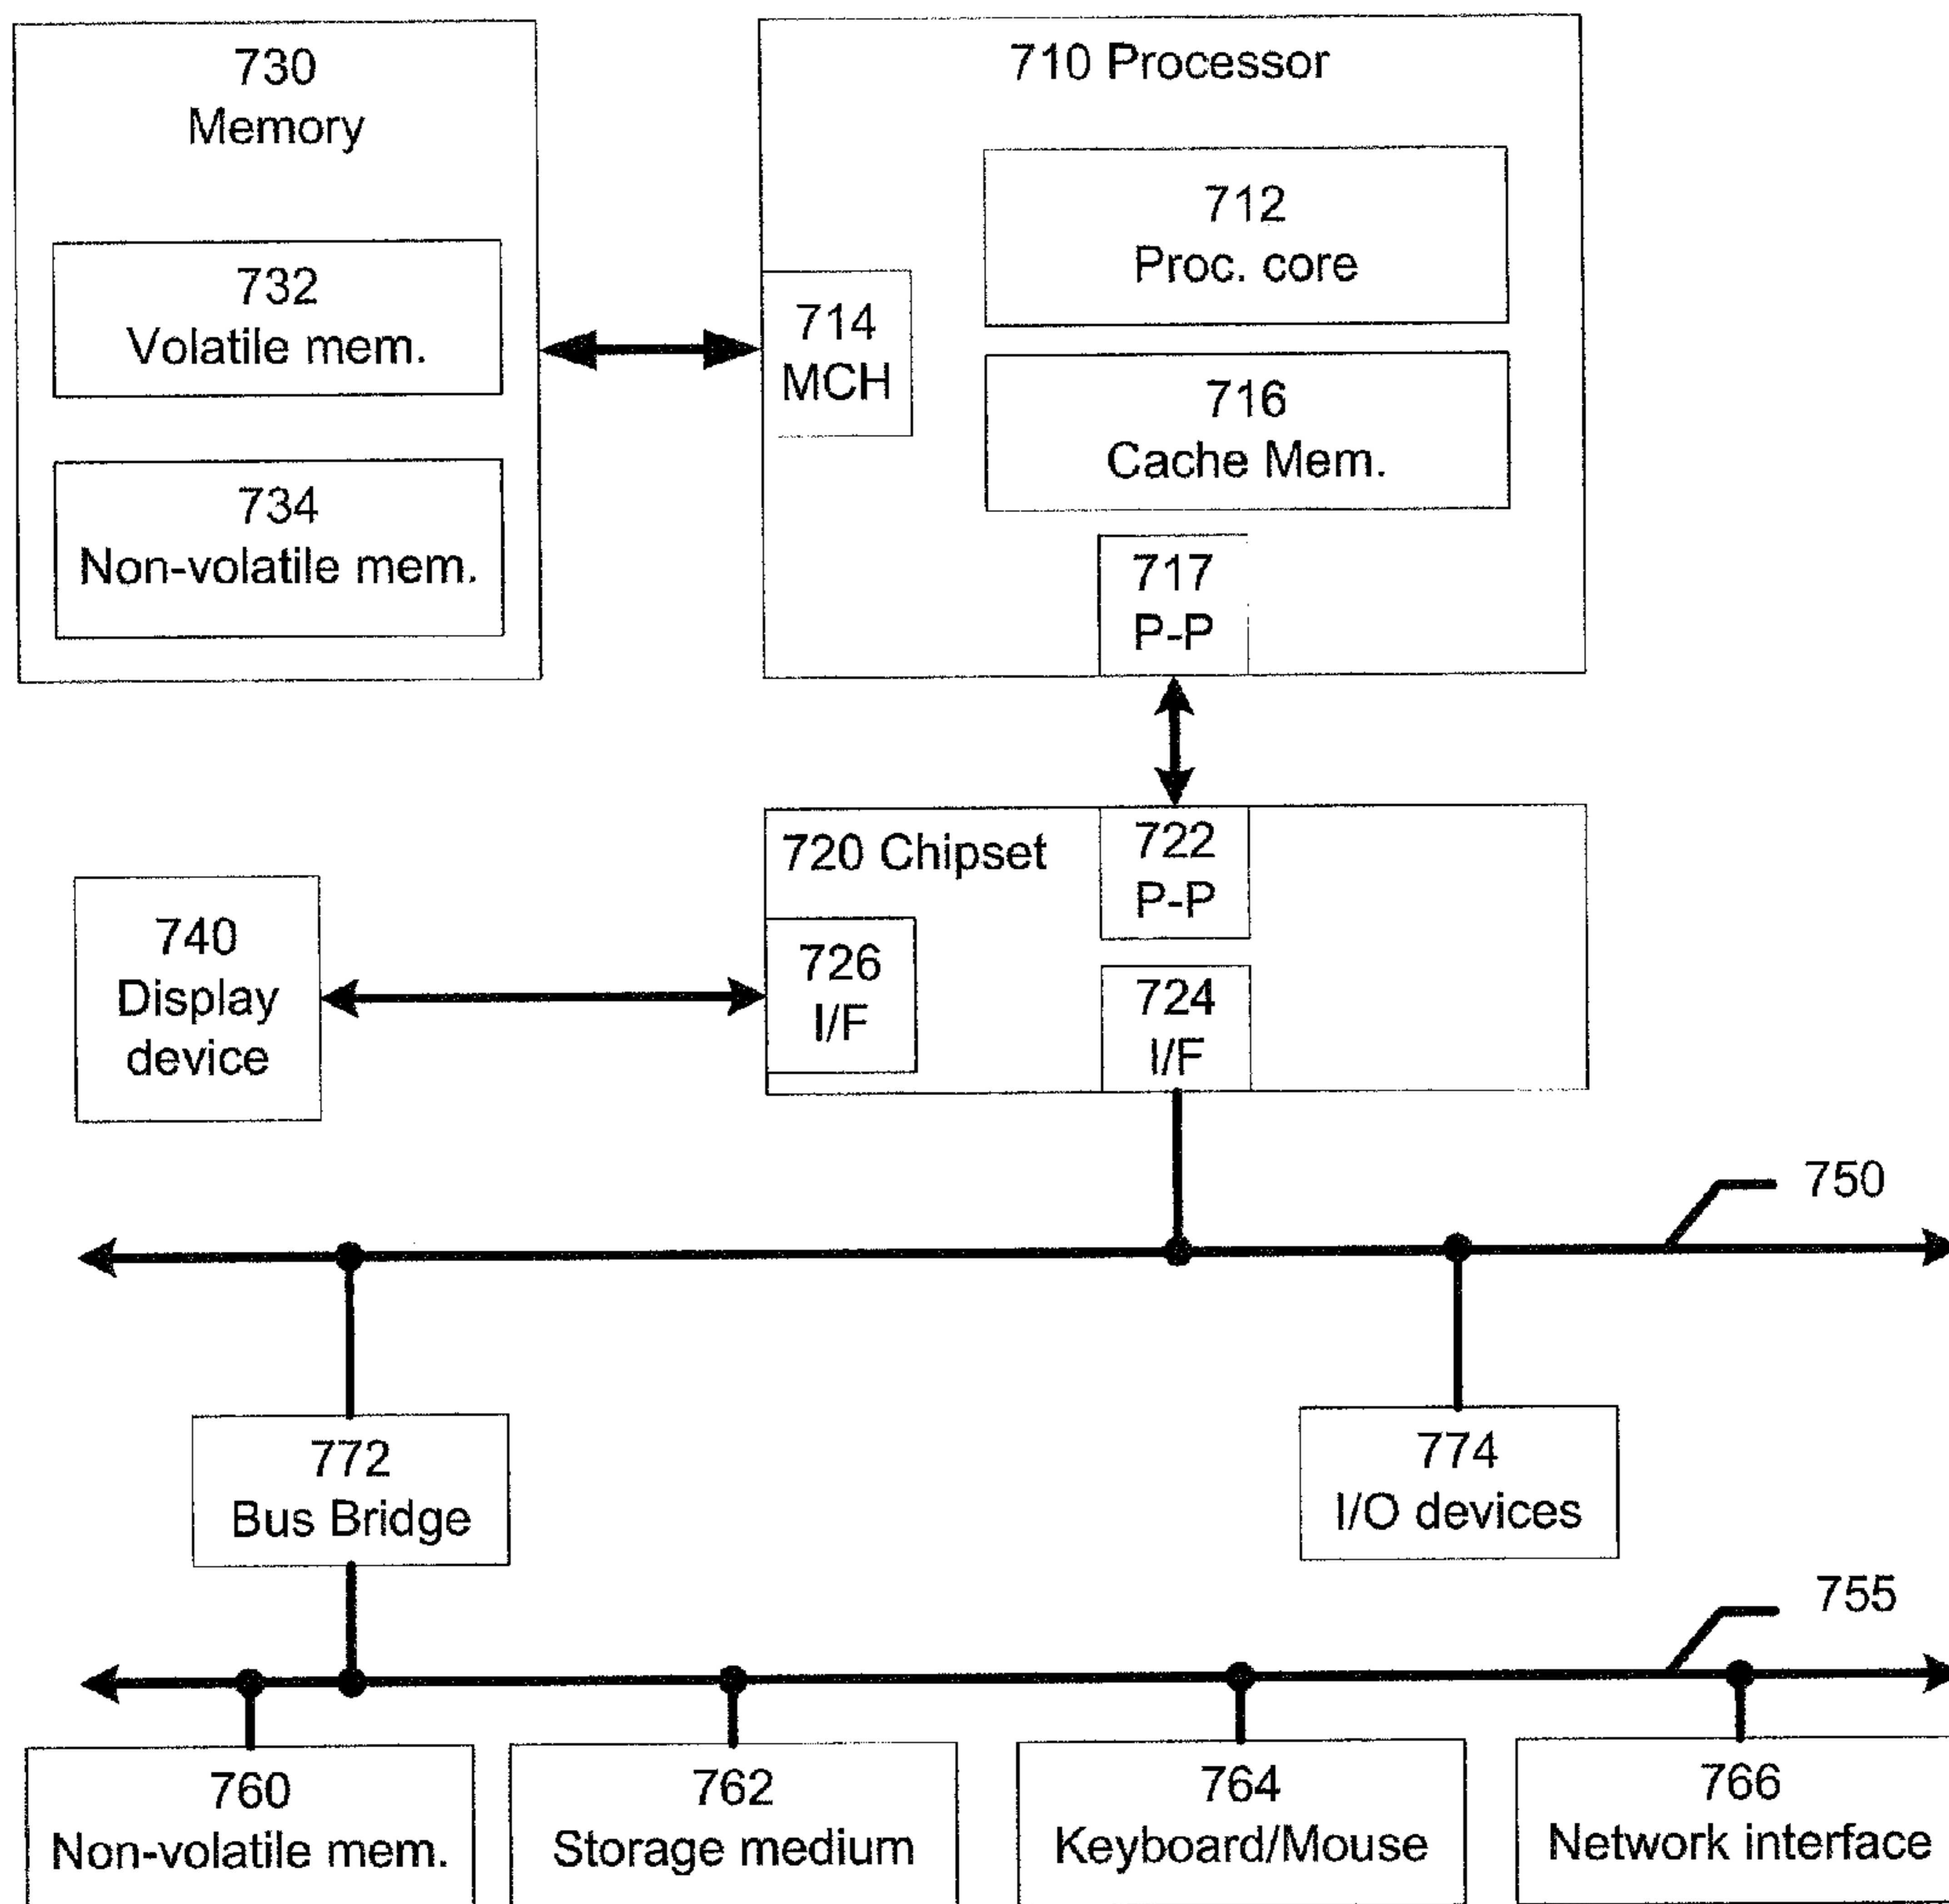 730
Memory
732
Volatile mem.
734
Non-volatile mem.
710 Processor
712
Proc. core
714
MCH
716
Cache Mem.
717
P-P
720 Chipset
722
P-P
726
I/F
724
I/F
740
Display
device
750
772
Bus Bridge
774
I/O devices
755
760
Non-volatile mem.
762
Storage medium
764
Keyboard/Mouse
766
Network interface